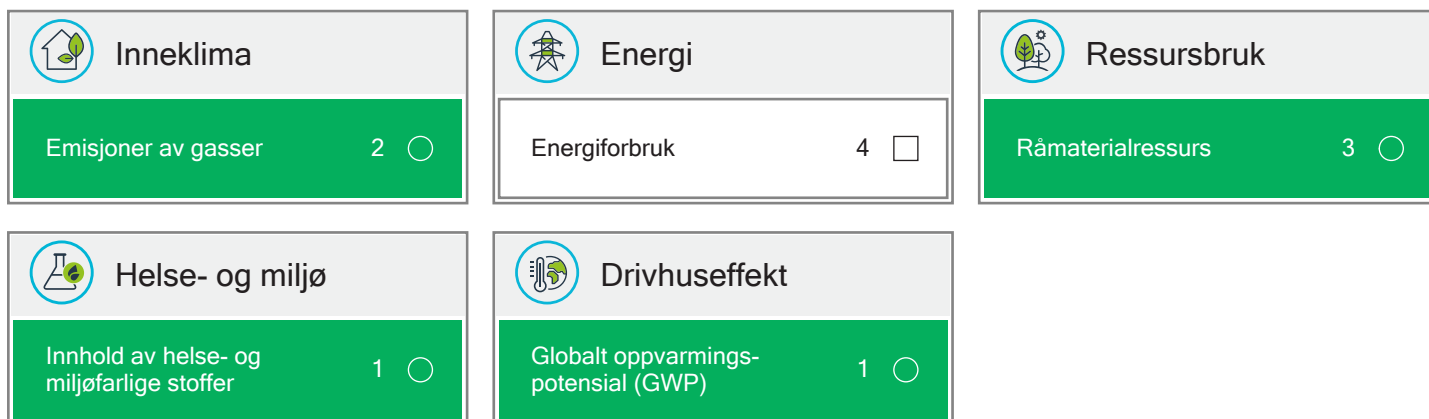 Inneklima
Emisjoner av gasser 2
Energi
Energiforbruk 4
Ressursbruk
Råmaterialressurs 3
Helse- og miljø
Innhold av helse- og
miljøfarlige stoffer 1
Drivhuseffekt
Globalt oppvarmings-
potensial (GWP) 1